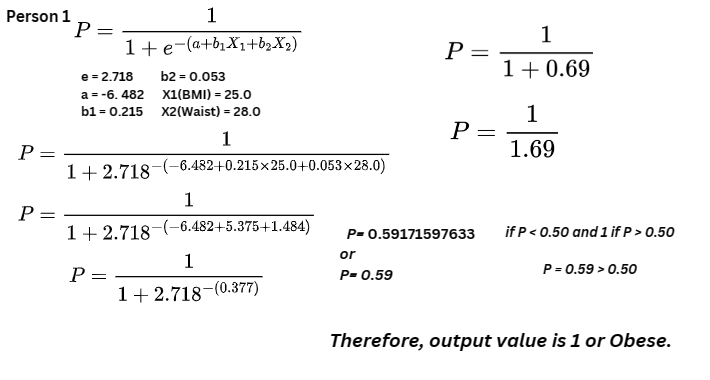 Person 1
P = 1 / (1 + e^−(a+b₁X₁+b₂X₂))
e = 2.718 b2 = 0.053
a = -6. 482 X1(BMI) = 25.0
b1 = 0.215 X2(Waist) = 28.0
P = 1 / (1 + 2.718^−(−6.482+0.215×25.0+0.053×28.0))
P = 1 / (1 + 2.718^−(−6.482+5.375+1.484))
P = 1 / (1 + 2.718^−(0.377))
P = 1 / (1 + 0.69)
P = 1 / 1.69
P= 0.59171597633
or
P= 0.59
if P < 0.50 and 1 if P > 0.50
P = 0.59 > 0.50
Therefore, output value is 1 or Obese.